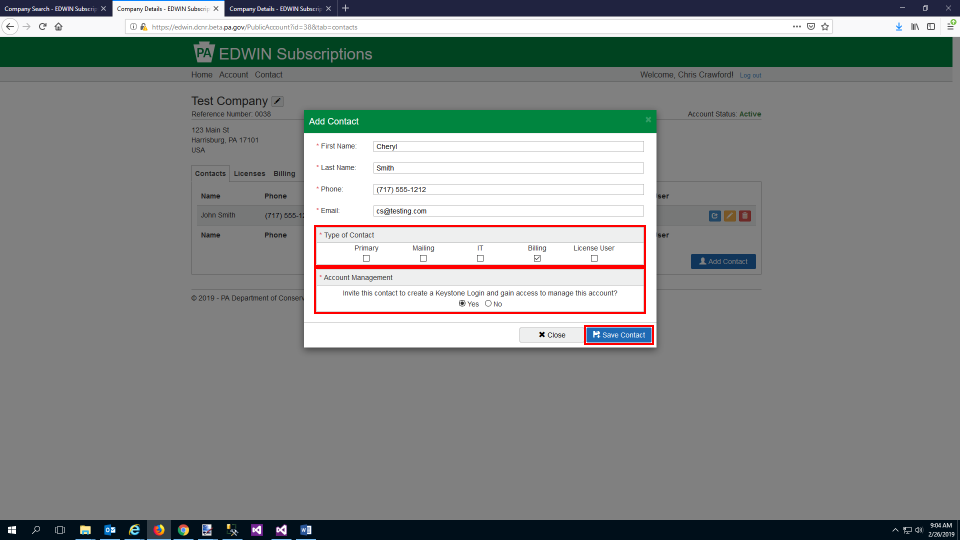 Company Search - EDWIN Subscrip
Company Details - EDWIN Subscrip
Company Details - EDWIN Subscrip
https://edwin.dcnr.beta.pa.gov/PublicAccount?id=38&tab=contacts
PA EDWIN Subscriptions
Home Account Contact
Welcome, Chris Crawford! Log out
Test Company
Reference Number: 0038
Account Status: Active
123 Main St
Harrisburg, PA 17101
USA
Contacts Licenses Billing
Name Phone
John Smith (717) 555-12
Name Phone
Add Contact
© 2019 - PA Department of Conserv
Add Contact
* First Name: Cheryl
* Last Name: Smith
* Phone: (717) 555-1212
* Email: cs@testing.com
* Type of Contact
Primary Mailing IT Billing License User
* Account Management
Invite this contact to create a Keystone Login and gain access to manage this account?
Yes No
Close Save Contact
9:04 AM
2/26/2019